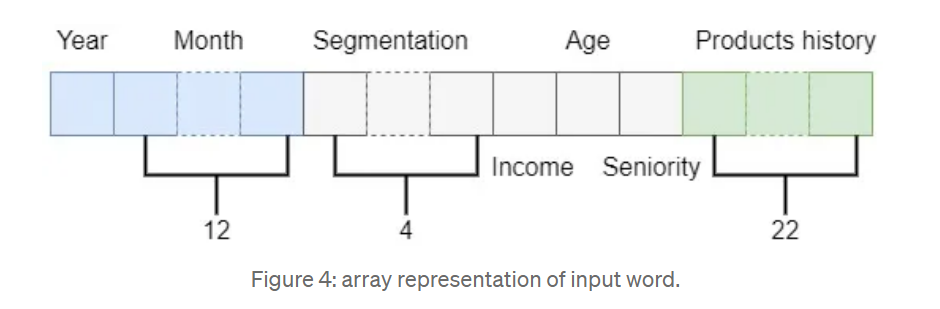 Year Month Segmentation Age Products history
Income Seniority
12 4 22
Figure 4: array representation of input word.